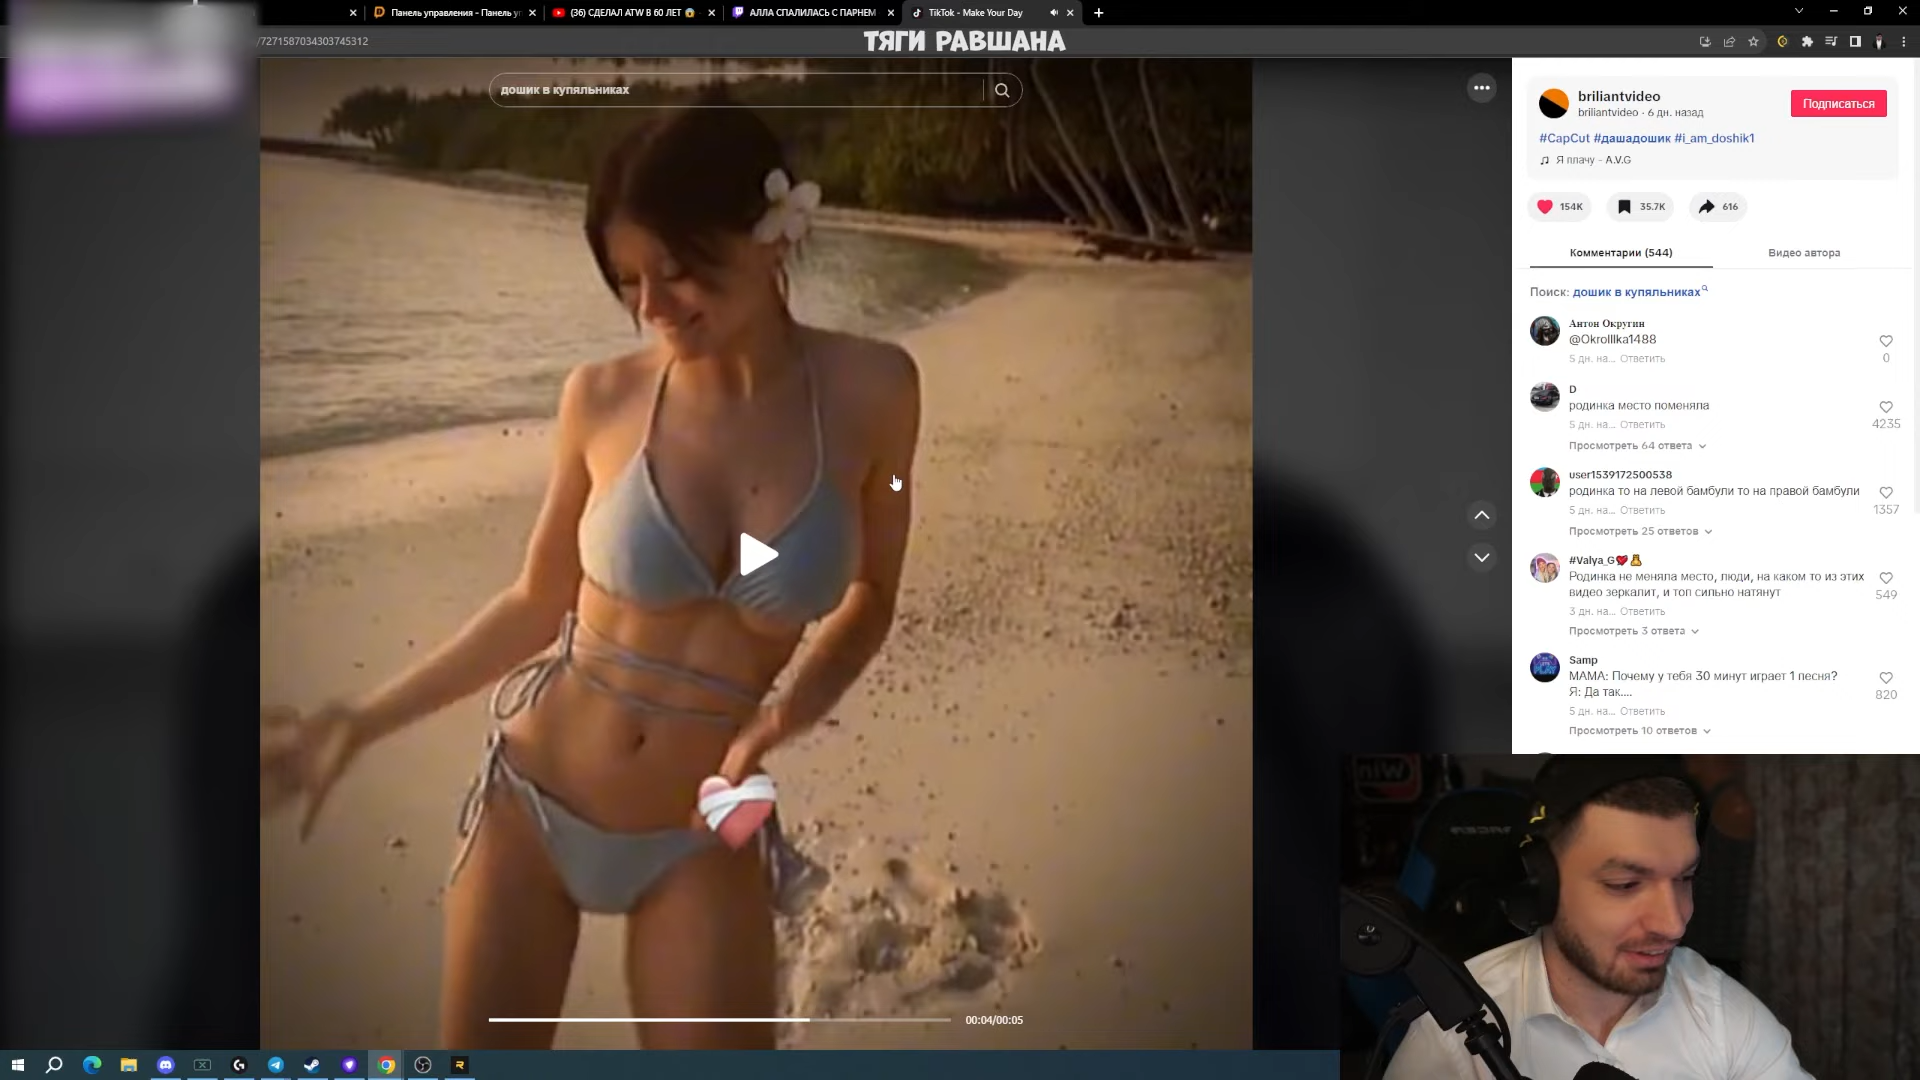 Панель управления - Панель у
(36) СДЕЛАЛ ATW В 60 ЛЕТ
АЛЛА СПАЛИЛАСЬ С ПАРНЕМ
TikTok - Make Your Day
/7271587034303745312
ТЯГИ РАВШАНА
дошик в купяльниках
briliantvideo
briliantvideo · 6 дн. назад
Подписаться
#CapCut #дашадошик #i_am_doshik1
Я плачу - A.V.G
154K
35.7K
616
Комментарии (544)
Видео автора
Поиск: дошик в купяльниках
Антон Округин
@Okrolllka1488
5 дн. на... Ответить
0
D
родинка место поменяла
5 дн. на... Ответить
4235
Просмотреть 64 ответа
user1539172500538
родинка то на левой бамбули то на правой бамбули
5 дн. на... Ответить
1357
Просмотреть 25 ответов
#Valya_G
Родинка не меняла место, люди, на каком то из этих
видео зеркалит, и топ сильно натянут
549
3 дн. на... Ответить
Просмотреть 3 ответа
Samp
МАМА: Почему у тебя 30 минут играет 1 песня?
Я: Да так....
820
5 дн. на... Ответить
Просмотреть 10 ответов
00:04/00:05